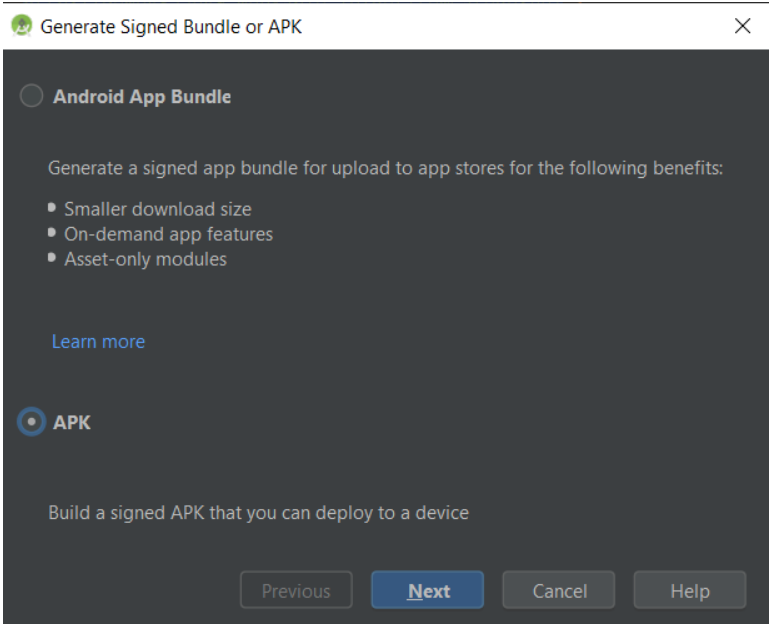 Generate Signed Bundle or APK
Android App Bundle
Generate a signed app bundle for upload to app stores for the following benefits:
Smaller download size
On-demand app features
Asset-only modules
Learn more
APK
Build a signed APK that you can deploy to a device
Previous Next Cancel Help